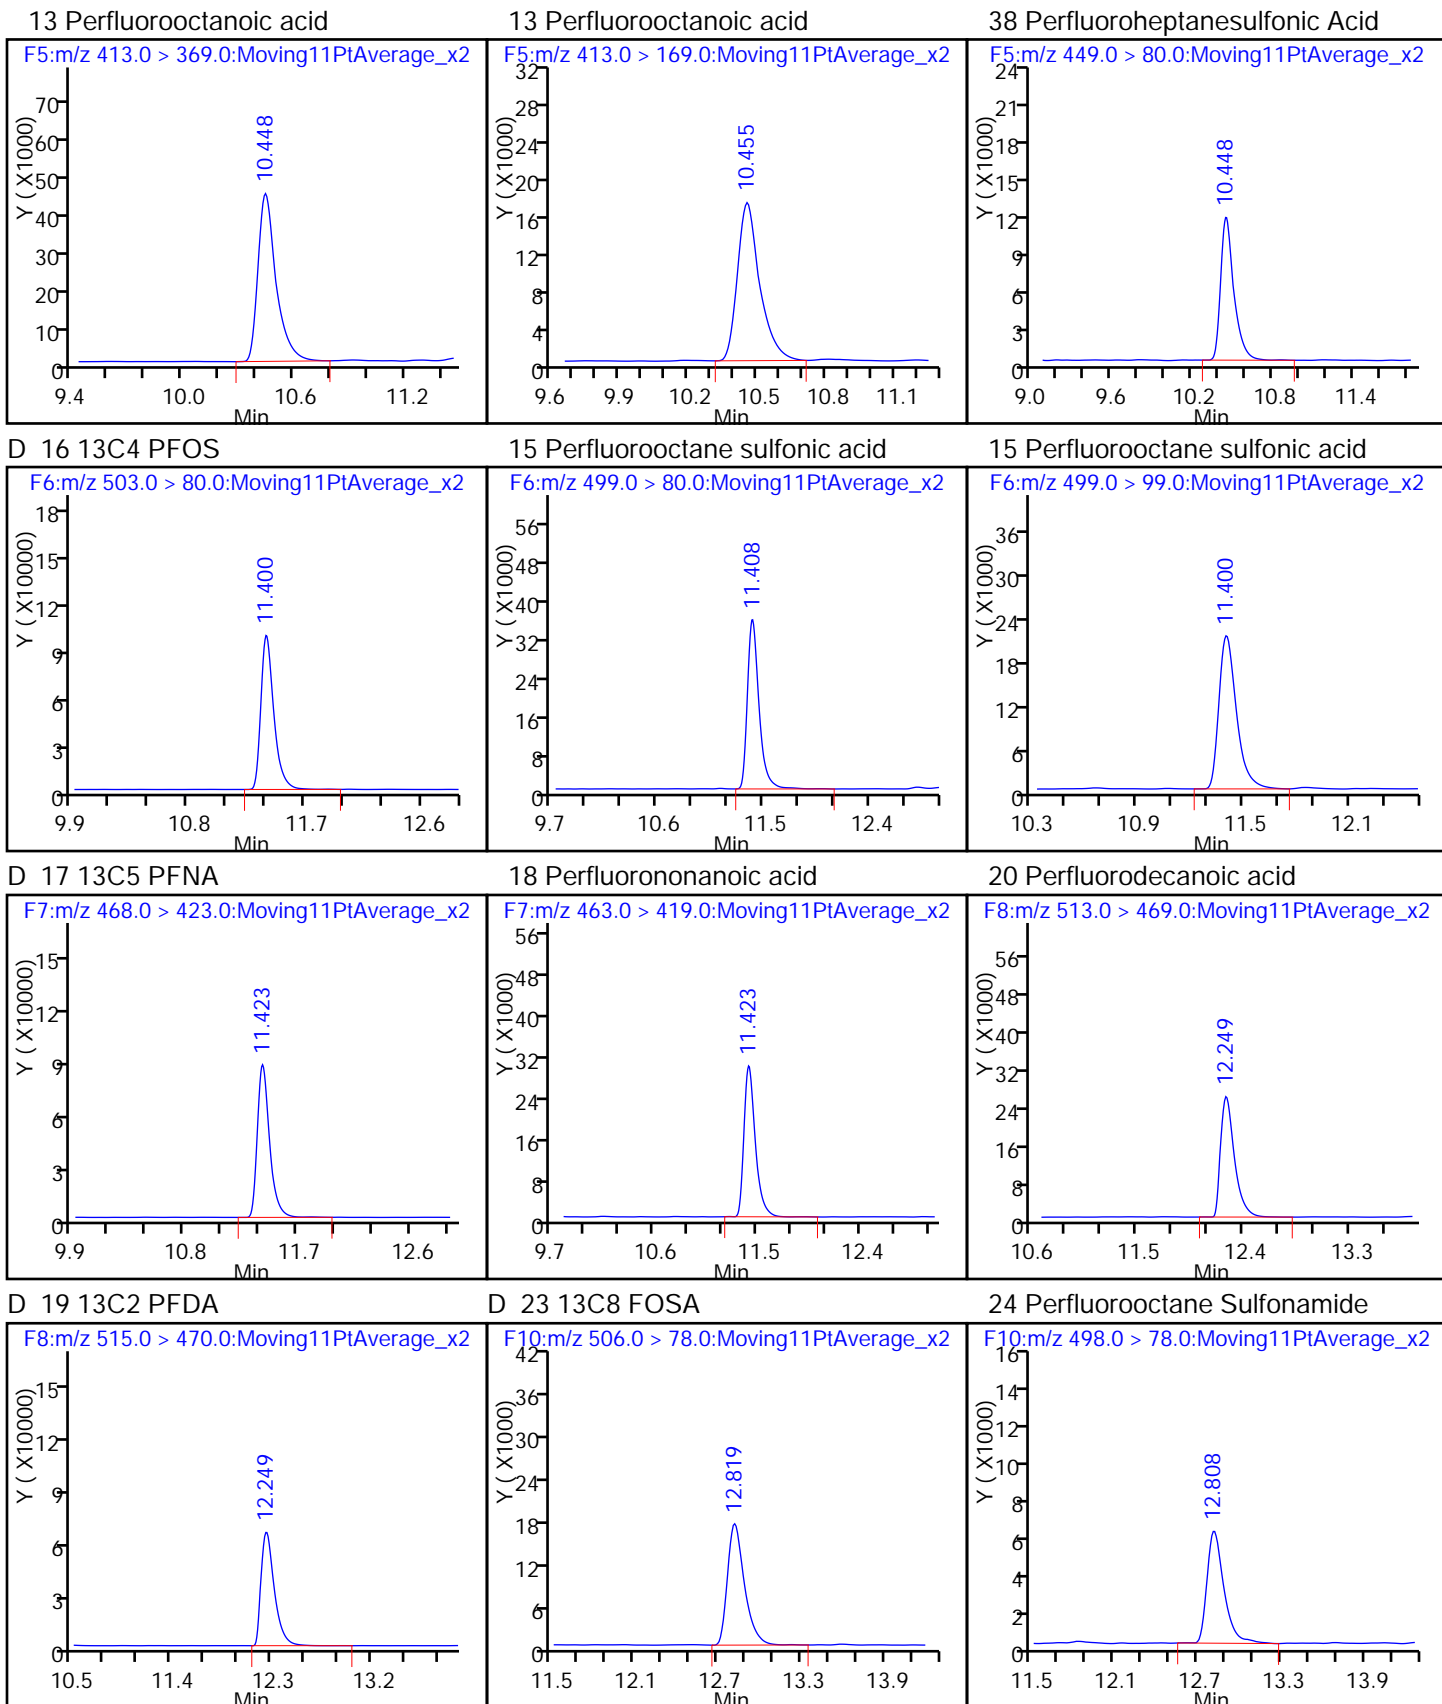 13 Perfluorooctanoic acid
F5:m/z 413.0 > 369.0:Moving11PtAverage_x2
Y ( X1000)
70
60
50
40
30
20
10
0
10.448
9.4 10.0 10.6 11.2
Min
13 Perfluorooctanoic acid
F5:m/z 413.0 > 169.0:Moving11PtAverage_x2
Y ( X1000)
32
28
24
20
16
12
8
4
0
10.455
9.6 9.9 10.2 10.5 10.8 11.1
Min
38 Perfluoroheptanesulfonic Acid
F5:m/z 449.0 > 80.0:Moving11PtAverage_x2
Y ( X1000)
24
21
18
15
12
9
6
3
0
10.448
9.0 9.6 10.2 10.8 11.4
Min
D 16 13C4 PFOS
F6:m/z 503.0 > 80.0:Moving11PtAverage_x2
Y ( X10000)
18
15
12
9
6
3
0
11.400
9.9 10.8 11.7 12.6
Min
15 Perfluorooctane sulfonic acid
F6:m/z 499.0 > 80.0:Moving11PtAverage_x2
Y ( X1000)
56
48
40
32
24
16
8
0
11.408
9.7 10.6 11.5 12.4
Min
15 Perfluorooctane sulfonic acid
F6:m/z 499.0 > 99.0:Moving11PtAverage_x2
Y ( X1000)
36
30
24
18
12
6
0
11.400
10.3 10.9 11.5 12.1
Min
D 17 13C5 PFNA
F7:m/z 468.0 > 423.0:Moving11PtAverage_x2
Y ( X10000)
15
12
9
6
3
0
11.423
9.9 10.8 11.7 12.6
Min
18 Perfluorononanoic acid
F7:m/z 463.0 > 419.0:Moving11PtAverage_x2
Y ( X1000)
56
48
40
32
24
16
8
0
11.423
9.7 10.6 11.5 12.4
Min
20 Perfluorodecanoic acid
F8:m/z 513.0 > 469.0:Moving11PtAverage_x2
Y ( X1000)
56
48
40
32
24
16
8
0
12.249
10.6 11.5 12.4 13.3
Min
D 19 13C2 PFDA
F8:m/z 515.0 > 470.0:Moving11PtAverage_x2
Y ( X10000)
15
12
9
6
3
0
12.249
10.5 11.4 12.3 13.2
Min
D 23 13C8 FOSA
F10:m/z 506.0 > 78.0:Moving11PtAverage_x2
Y ( X1000)
42
36
30
24
18
12
6
0
12.819
11.5 12.1 12.7 13.3 13.9
Min
24 Perfluorooctane Sulfonamide
F10:m/z 498.0 > 78.0:Moving11PtAverage_x2
Y ( X1000)
16
14
12
10
8
6
4
2
0
12.808
11.5 12.1 12.7 13.3 13.9
Min